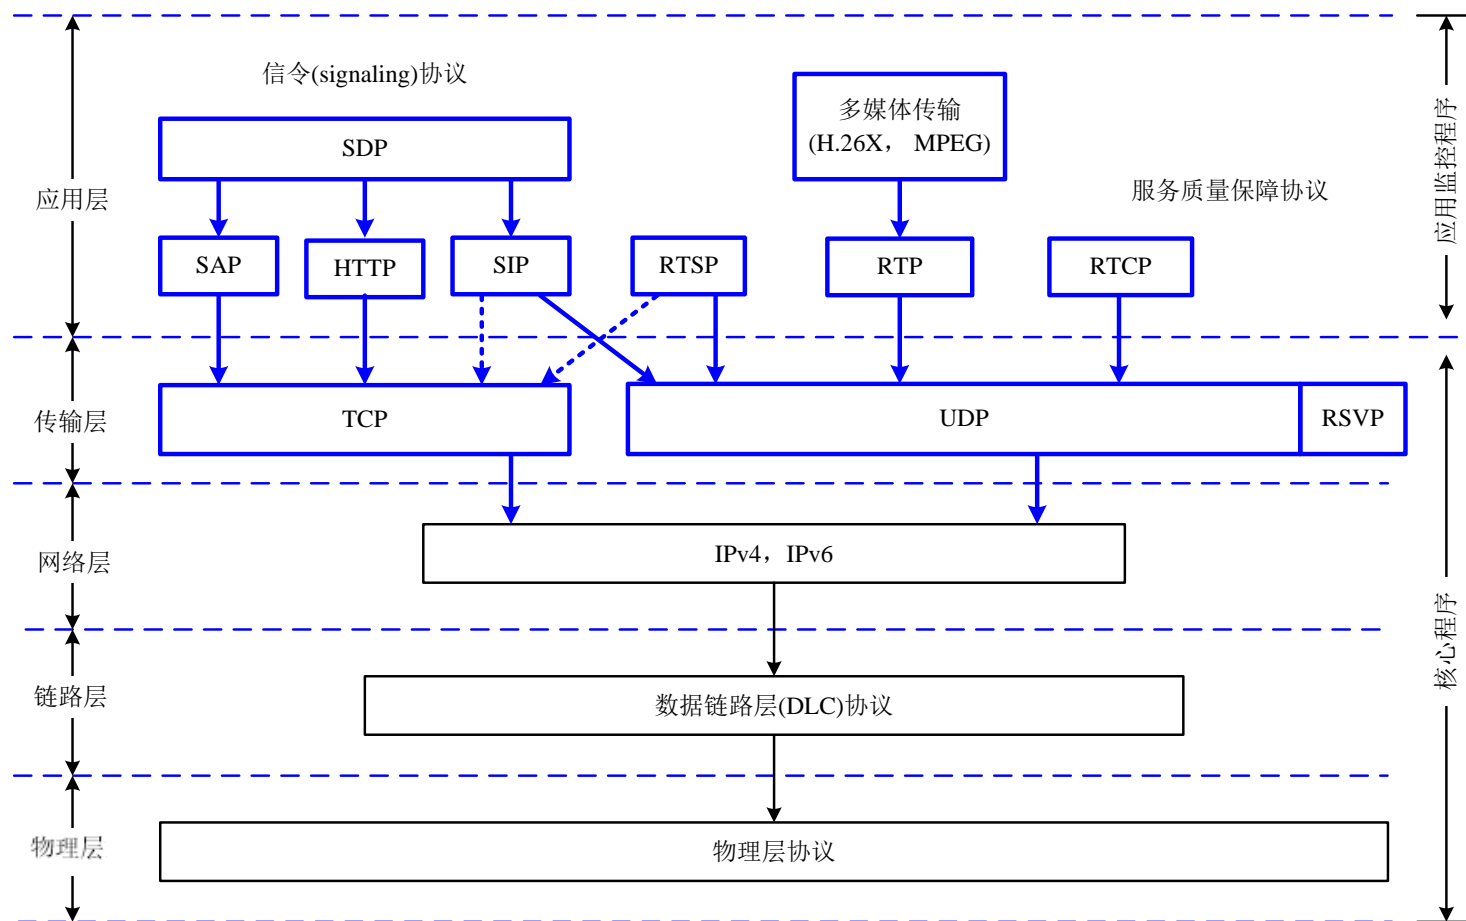 信令(signaling)协议
多媒体传输
(H.26X， MPEG)
SDP
应用层
服务质量保障协议
应用监控程序
SAP
HTTP
SIP
RTSP
RTP
RTCP
传输层
TCP
UDP
RSVP
网络层
IPv4，IPv6
核心程序
链路层
数据链路层(DLC)协议
物理层
物理层协议